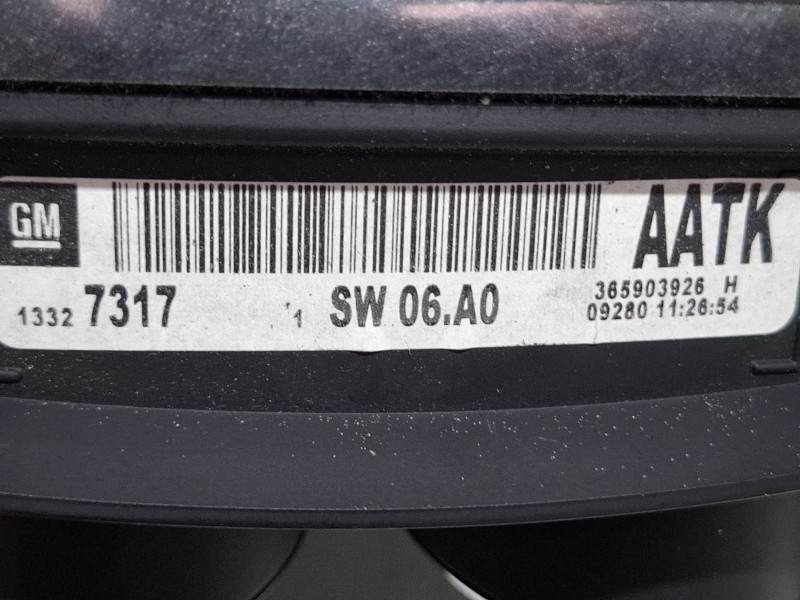 GM
AATK
1332 7317 1 SW 06.A0
365903926 H
09280 11:26:54